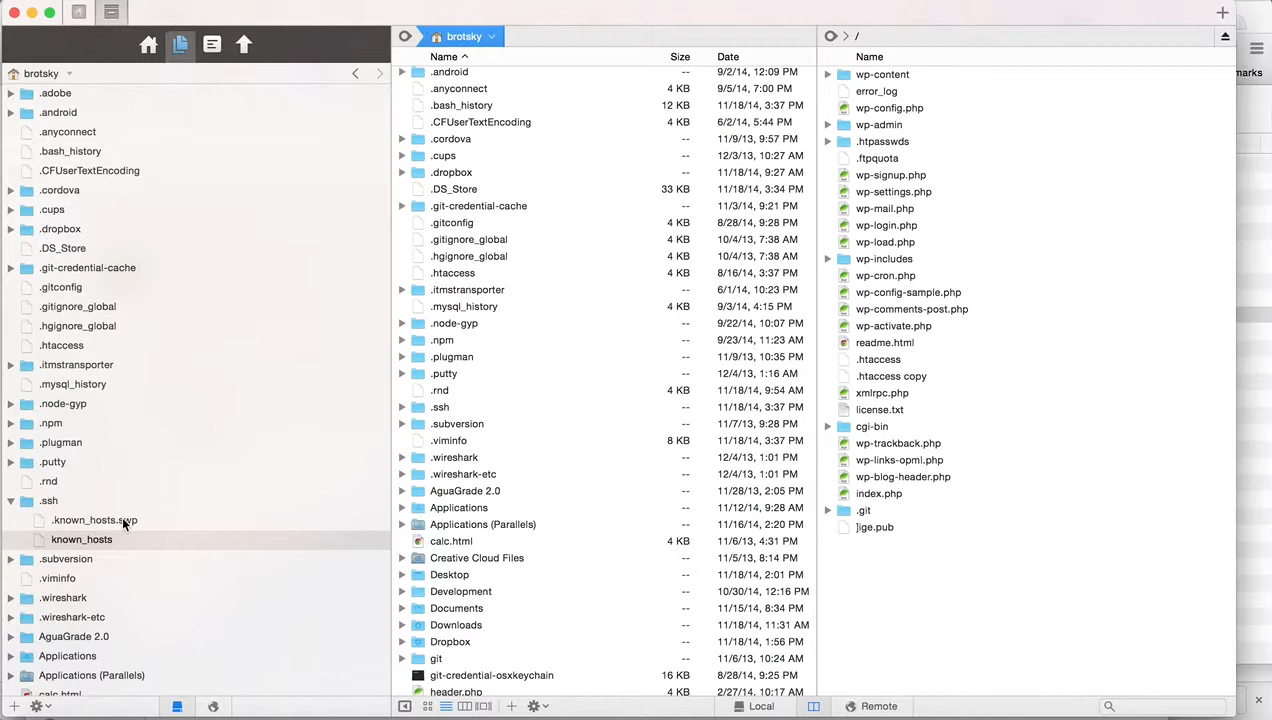 brotsky
.adobe
.android
.anyconnect
.bash_history
.CFUserTextEncoding
.cordova
.cups
.dropbox
.DS_Store
.git-credential-cache
.gitconfig
.gitignore_global
.hgignore_global
.htaccess
.itmstransporter
.mysql_history
.node-gyp
.npm
.plugman
.putty
.rnd
.ssh
.known_hosts.swp
known_hosts
.subversion
.viminfo
.wireshark
.wireshark-etc
AguaGrade 2.0
Applications
Applications (Parallels)
calc.html
brotsky
Name Size Date
.android -- 9/2/14, 12:09 PM
.anyconnect 4 KB 9/5/14, 7:00 PM
.bash_history 12 KB 11/18/14, 3:37 PM
.CFUserTextEncoding 4 KB 6/2/14, 5:44 PM
.cordova -- 11/9/13, 9:57 PM
.cups -- 12/3/13, 10:27 AM
.dropbox -- 11/18/14, 9:27 AM
.DS_Store 33 KB 11/18/14, 3:34 PM
.git-credential-cache -- 11/3/14, 9:21 PM
.gitconfig 4 KB 8/28/14, 9:28 PM
.gitignore_global 4 KB 10/4/13, 7:38 AM
.hgignore_global 4 KB 10/4/13, 7:38 AM
.htaccess 4 KB 8/16/14, 3:37 PM
.itmstransporter -- 6/1/14, 10:23 PM
.mysql_history 4 KB 9/3/14, 4:15 PM
.node-gyp -- 9/22/14, 10:07 PM
.npm -- 9/23/14, 11:23 AM
.plugman -- 11/9/13, 10:35 PM
.putty -- 12/4/13, 1:16 AM
.rnd 4 KB 11/18/14, 9:54 AM
.ssh -- 11/18/14, 3:37 PM
.subversion -- 11/7/13, 9:28 PM
.viminfo 8 KB 11/18/14, 3:37 PM
.wireshark -- 12/4/13, 1:01 PM
.wireshark-etc -- 12/4/13, 1:01 PM
AguaGrade 2.0 -- 11/28/13, 2:05 PM
Applications -- 11/12/14, 9:28 AM
Applications (Parallels) -- 11/16/14, 2:20 PM
calc.html 4 KB 11/6/13, 4:31 PM
Creative Cloud Files -- 11/5/13, 8:14 PM
Desktop -- 11/18/14, 2:01 PM
Development -- 10/30/14, 12:16 PM
Documents -- 11/15/14, 8:34 PM
Downloads -- 11/18/14, 11:31 AM
Dropbox -- 11/18/14, 1:56 PM
git -- 11/6/13, 10:24 AM
git-credential-osxkeychain 16 KB 8/28/14, 9:25 PM
header.php 4 KB 2/27/14, 10:17 AM
Local
/
Name
wp-content
error_log
wp-config.php
wp-admin
.htpasswds
.ftpquota
wp-signup.php
wp-settings.php
wp-mail.php
wp-login.php
wp-load.php
wp-includes
wp-cron.php
wp-config-sample.php
wp-comments-post.php
wp-activate.php
readme.html
.htaccess
.htaccess copy
xmlrpc.php
license.txt
cgi-bin
wp-trackback.php
wp-links-opml.php
wp-blog-header.php
index.php
.git
]ige.pub
Remote
marks